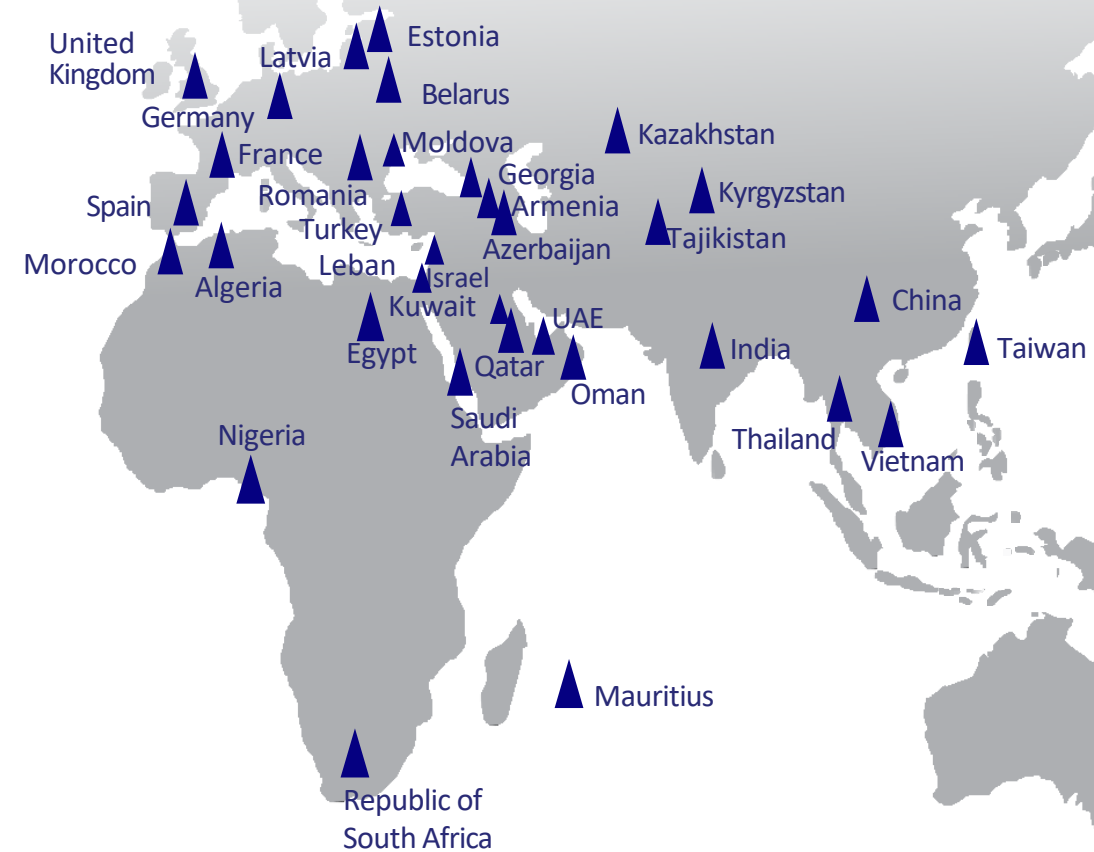 Estonia
United
Kingdom
Latvia
Belarus
Germany
Kazakhstan
Moldova
France
Georgia
Romania
Kyrgyzstan
Spain
Armenia
Turkey
Tajikistan
Azerbaijan
Morocco
Leban
Israel
Algeria
Kuwait
China
UAE
India
Taiwan
Egypt
Qatar
Oman
Saudi
Arabia
Nigeria
Thailand
Vietnam
Mauritius
Republic of
South Africa